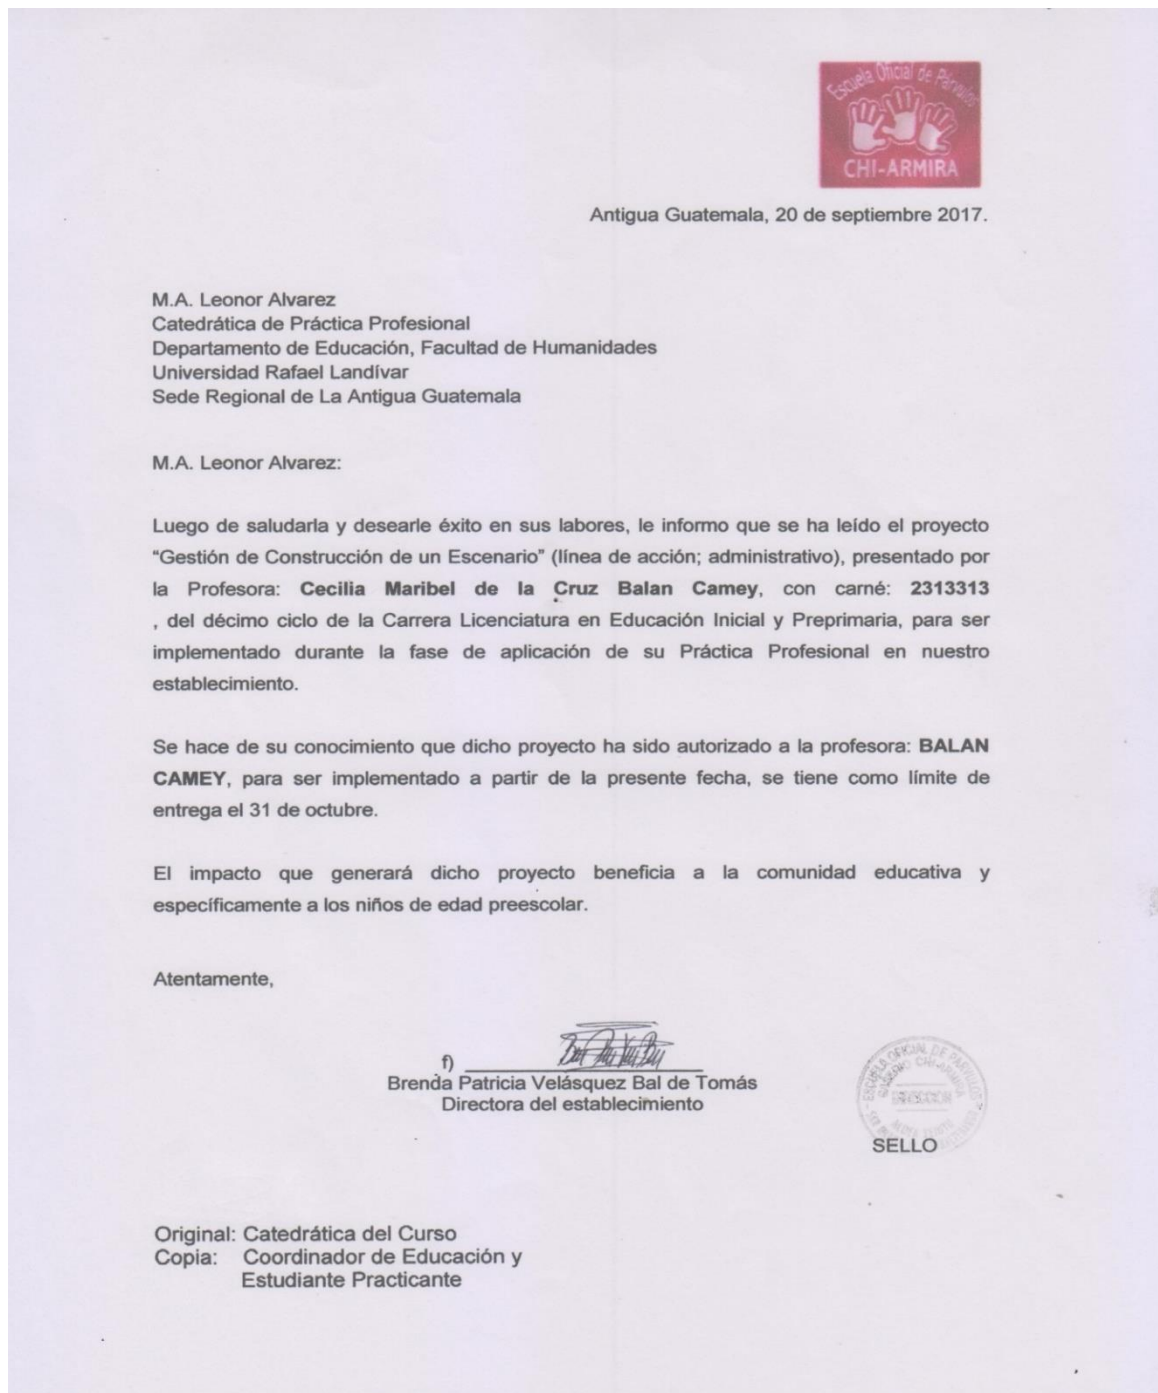 Escuela Oficial de Párvulos
CHI-ARMIRA
Antigua Guatemala, 20 de septiembre 2017.
M.A. Leonor Alvarez
Catedrática de Práctica Profesional
Departamento de Educación, Facultad de Humanidades
Universidad Rafael Landívar
Sede Regional de La Antigua Guatemala
M.A. Leonor Alvarez:
Luego de saludarla y desearle éxito en sus labores, le informo que se ha leído el proyecto
“Gestión de Construcción de un Escenario” (línea de acción; administrativo), presentado por
la Profesora: Cecilia Maribel de la Cruz Balan Camey, con carné: 2313313
, del décimo ciclo de la Carrera Licenciatura en Educación Inicial y Preprimaria, para ser
implementado durante la fase de aplicación de su Práctica Profesional en nuestro
establecimiento.
Se hace de su conocimiento que dicho proyecto ha sido autorizado a la profesora: BALAN
CAMEY, para ser implementado a partir de la presente fecha, se tiene como límite de
entrega el 31 de octubre.
El impacto que generará dicho proyecto beneficia a la comunidad educativa y
específicamente a los niños de edad preescolar.
Atentamente,
f)
Brenda Patricia Velásquez Bal de Tomás
Directora del establecimiento
ESCUELA OFICIAL DE PARVULOS
CHI-ARMIRA
DIRECCION
SELLO
Original: Catedrática del Curso
Copia: Coordinador de Educación y
Estudiante Practicante